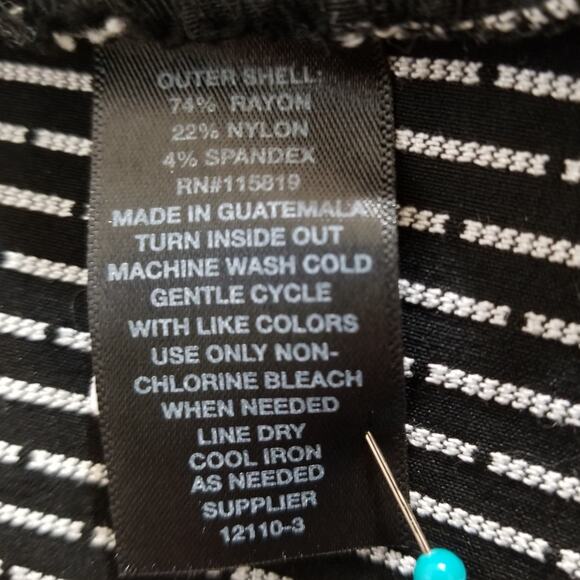 OUTER SHELL:
74% RAYON
22% NYLON
4% SPANDEX
RN#115819
MADE IN GUATEMALA
TURN INSIDE OUT
MACHINE WASH COLD
GENTLE CYCLE
WITH LIKE COLORS
USE ONLY NON-
CHLORINE BLEACH
WHEN NEEDED
LINE DRY
COOL IRON
AS NEEDED
SUPPLIER
12110-3